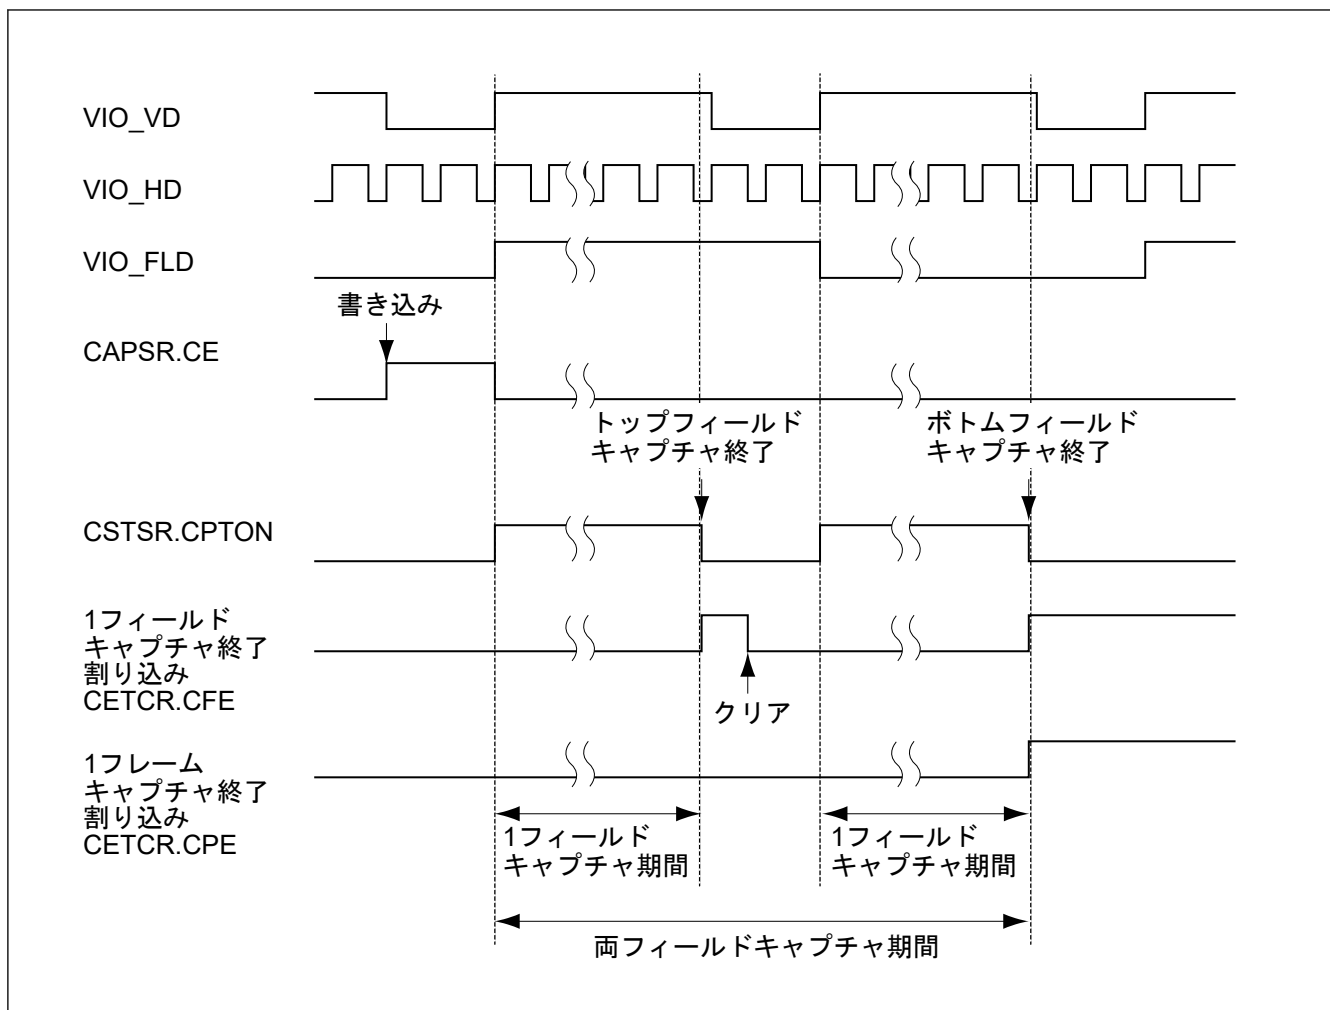 VIO_VD
VIO_HD
VIO_FLD
書き込み
CAPSR.CE
トップフィールド
キャプチャ終了
ボトムフィールド
キャプチャ終了
CSTSR.CPTON
1フィールド
キャプチャ終了
割り込み
CETCR.CFE
クリア
1フレーム
キャプチャ終了
割り込み
CETCR.CPE
1フィールド
キャプチャ期間
1フィールド
キャプチャ期間
両フィールドキャプチャ期間